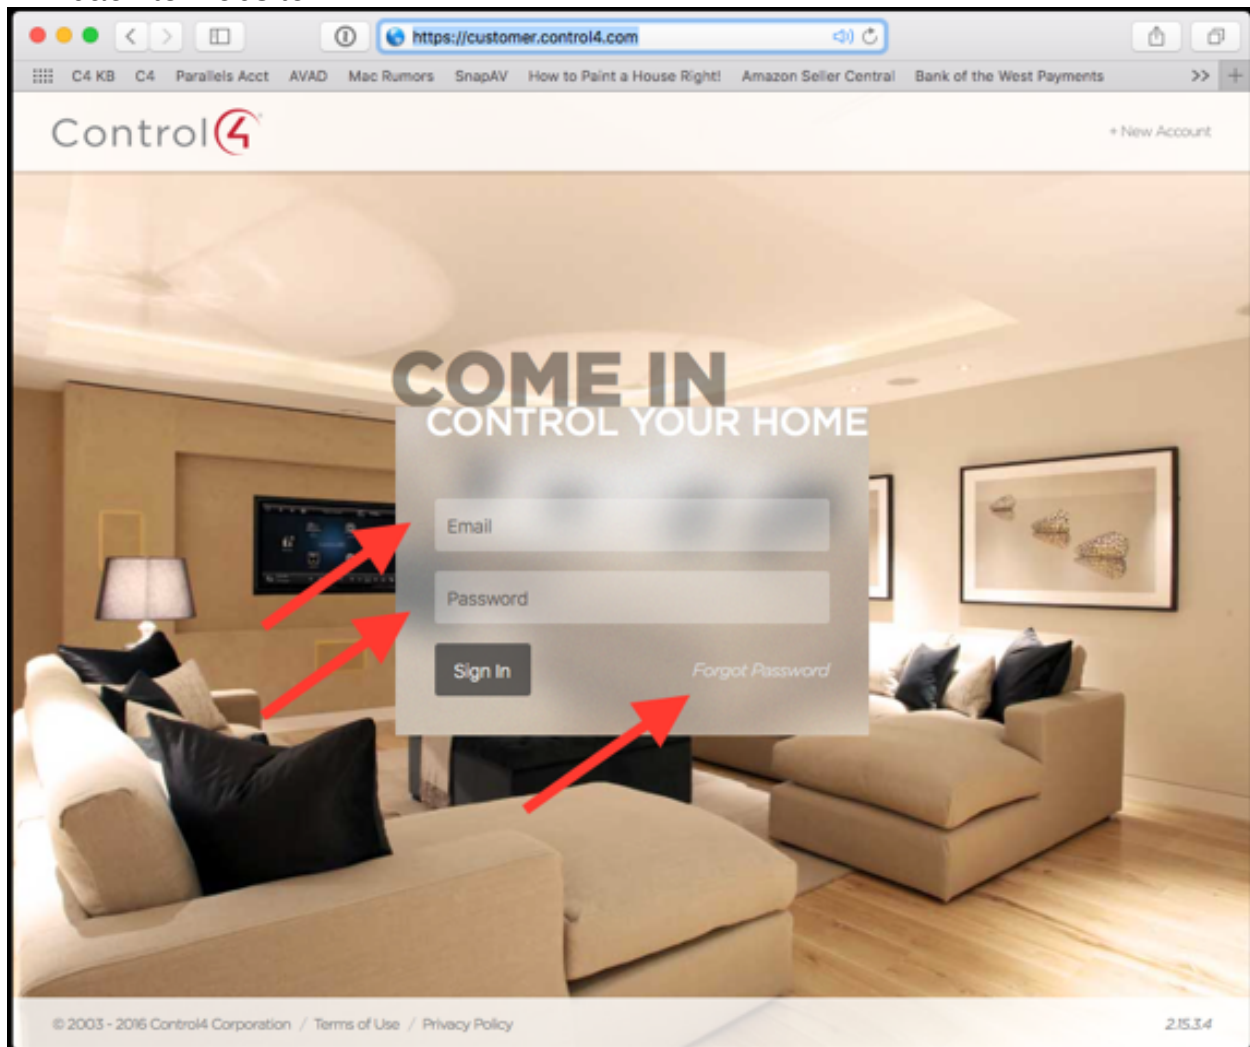 https://customer.control4.com
C4 KB C4 Parallels Acct AVAD Mac Rumors SnapAV How to Paint a House Right! Amazon Seller Central Bank of the West Payments >> +
Control4
+ New Account
COME IN
CONTROL YOUR HOME
Email
Password
Sign In Forgot Password
© 2003 - 2016 Control4 Corporation / Terms of Use / Privacy Policy 2.15.3.4